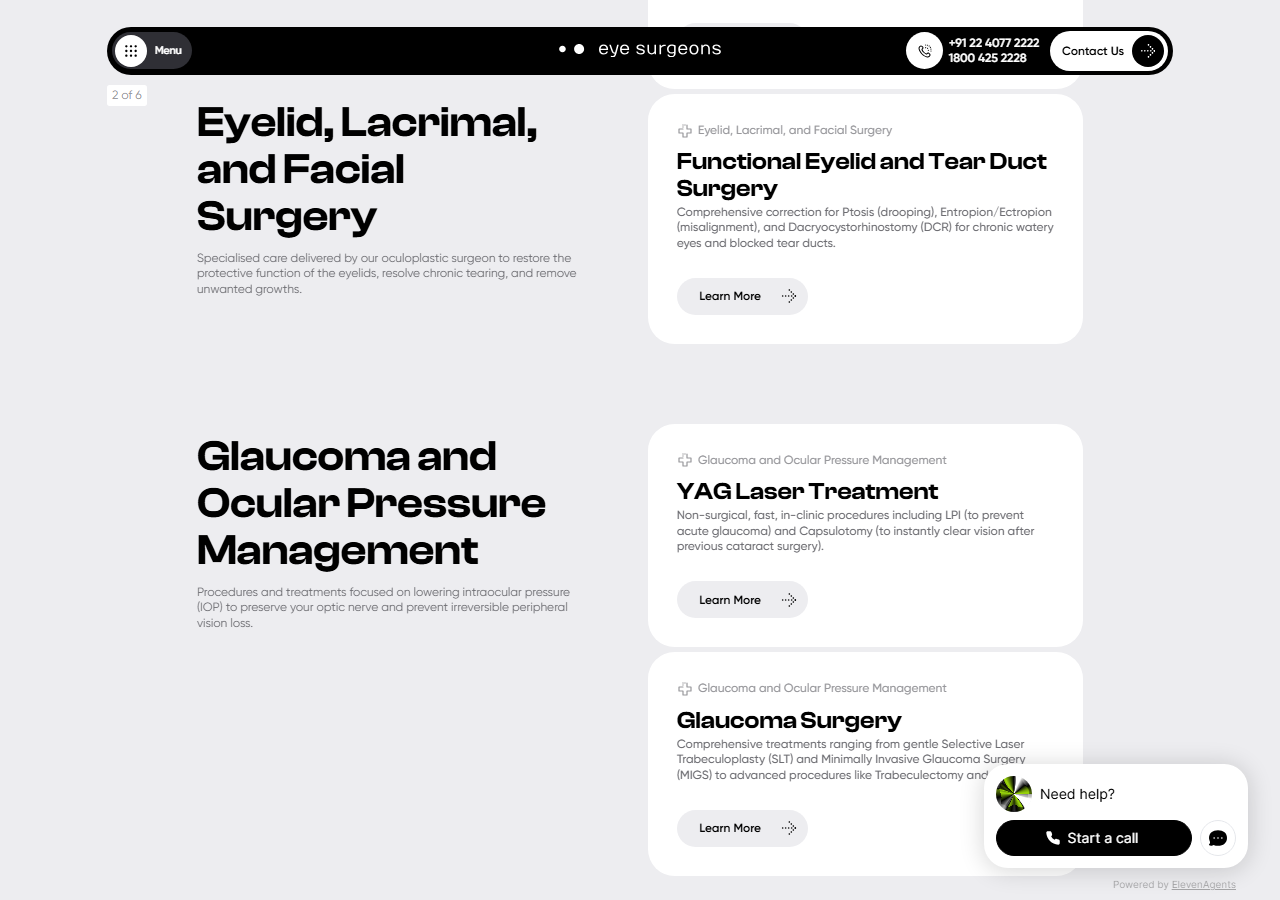 Menu
eye surgeons
+91 22 4077 2222
1800 425 2228
Contact Us
2 of 6
Eyelid, Lacrimal,
and Facial
Surgery
Specialised care delivered by our oculoplastic surgeon to restore the
protective function of the eyelids, resolve chronic tearing, and remove
unwanted growths.
Eyelid, Lacrimal, and Facial Surgery
Functional Eyelid and Tear Duct
Surgery
Comprehensive correction for Ptosis (drooping), Entropion/Ectropion
(misalignment), and Dacryocystorhinostomy (DCR) for chronic watery
eyes and blocked tear ducts.
Learn More
Glaucoma and
Ocular Pressure
Management
Procedures and treatments focused on lowering intraocular pressure
(IOP) to preserve your optic nerve and prevent irreversible peripheral
vision loss.
Glaucoma and Ocular Pressure Management
YAG Laser Treatment
Non-surgical, fast, in-clinic procedures including LPI (to prevent
acute glaucoma) and Capsulotomy (to instantly clear vision after
previous cataract surgery).
Learn More
Glaucoma and Ocular Pressure Management
Glaucoma Surgery
Comprehensive treatments ranging from gentle Selective Laser
Trabeculoplasty (SLT) and Minimally Invasive Glaucoma Surgery
(MIGS) to advanced procedures like Trabeculectomy and
Learn More
Need help?
Start a call
Powered by ElevenAgents